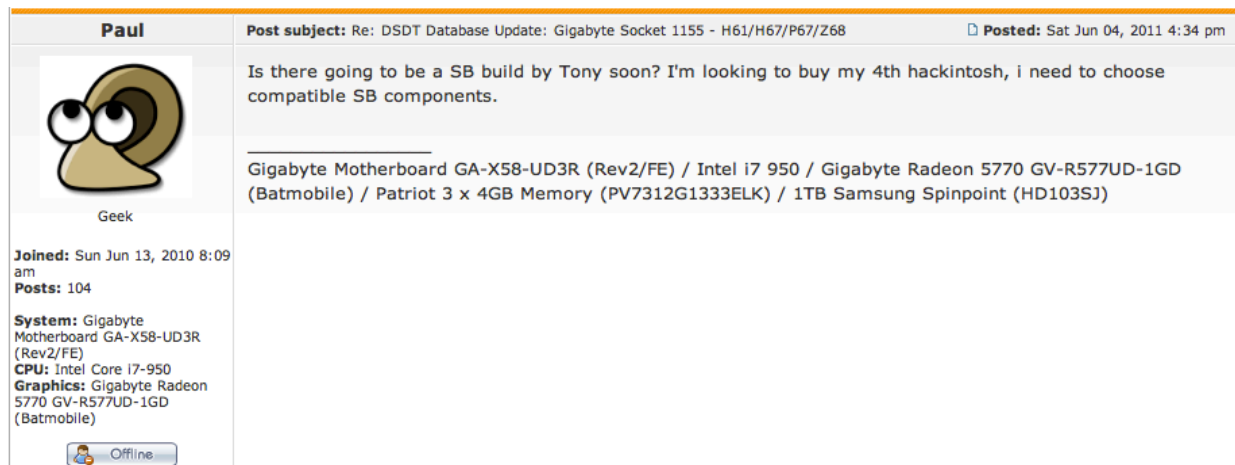 Paul
Post subject: Re: DSDT Database Update: Gigabyte Socket 1155 - H61/H67/P67/Z68
Posted: Sat Jun 04, 2011 4:34 pm
Geek
Joined: Sun Jun 13, 2010 8:09
am
Posts: 104
System: Gigabyte
Motherboard GA-X58-UD3R
(Rev2/FE)
CPU: Intel Core i7-950
Graphics: Gigabyte Radeon
5770 GV-R577UD-1GD
(Batmobile)
Offline
Is there going to be a SB build by Tony soon? I'm looking to buy my 4th hackintosh, i need to choose
compatible SB components.
_________________
Gigabyte Motherboard GA-X58-UD3R (Rev2/FE) / Intel i7 950 / Gigabyte Radeon 5770 GV-R577UD-1GD
(Batmobile) / Patriot 3 x 4GB Memory (PV7312G1333ELK) / 1TB Samsung Spinpoint (HD103SJ)